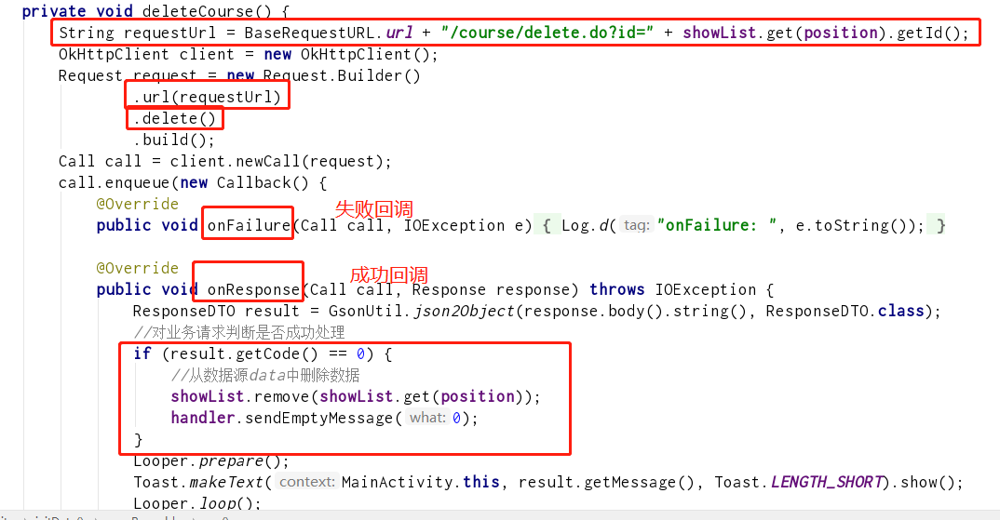 private void deleteCourse() {
String requestUrl = BaseRequestURL.url + "/course/delete.do?id=" + showList.get(position).getId();
OkHttpClient client = new OkHttpClient();
Request request = new Request.Builder()
.url(requestUrl)
.delete()
.build();
Call call = client.newCall(request);
call.enqueue(new Callback() {
@Override
失败回调
public void onFailure(Call call, IOException e) { Log.d( tag: "onFailure: ", e.toString()); }
@Override
成功回调
public void onResponse(Call call, Response response) throws IOException {
ResponseDTO result = GsonUtil.json2Object(response.body().string(), ResponseDTO.class);
//对业务请求判断是否成功处理
if (result.getCode() == 0) {
//从数据源data中删除数据
showList.remove(showList.get(position));
handler.sendEmptyMessage( what: 0);
}
Looper.prepare();
Toast.makeText( context: MainActivity.this, result.getMessage(), Toast.LENGTH_SHORT).show();
Looper.loop();